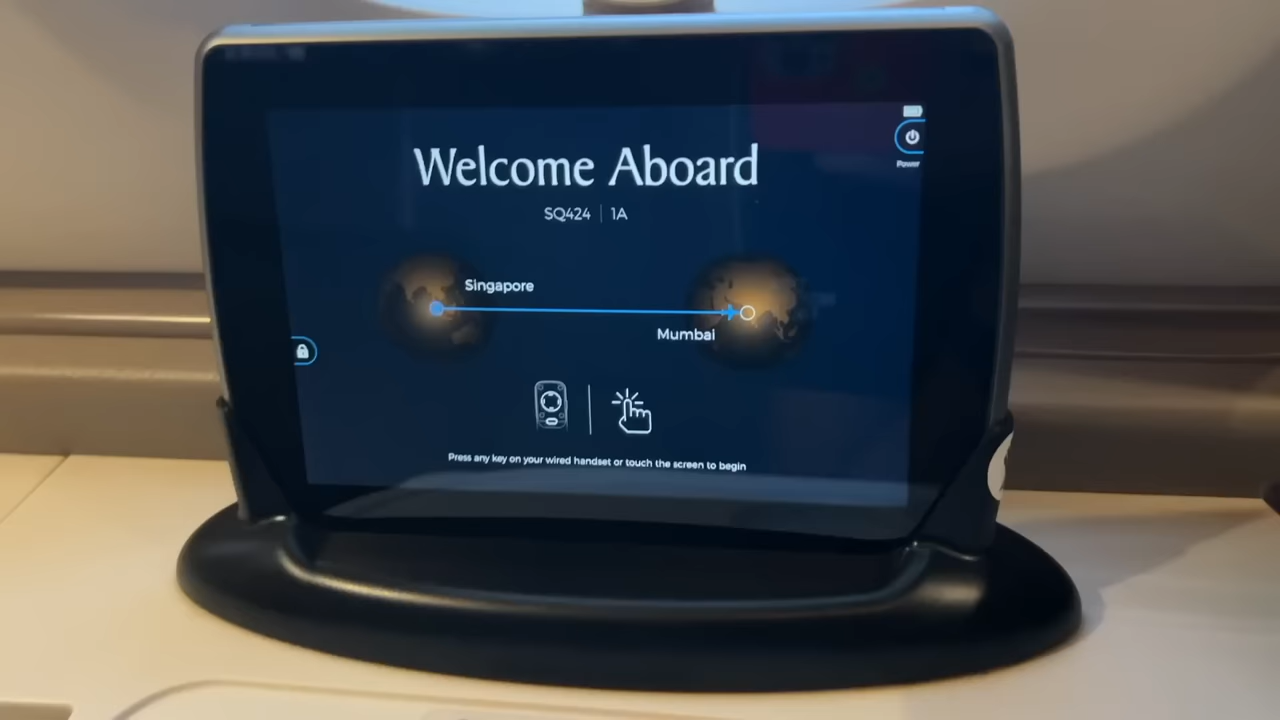 Power
Welcome Aboard
SQ424 | 1A
Singapore
Mumbai
Press any key on your wired handset or touch the screen to begin